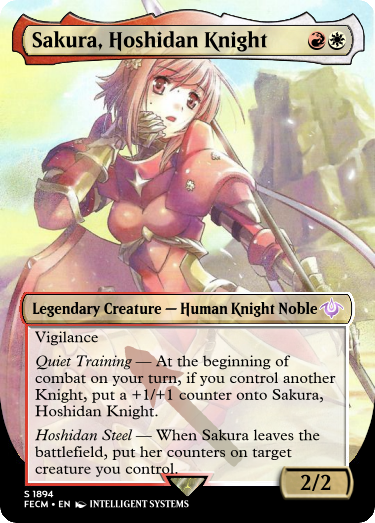 Sakura, Hoshidan Knight
Legendary Creature — Human Knight Noble
Vigilance
Quiet Training — At the beginning of
combat on your turn, if you control another
Knight, put a +1/+1 counter onto Sakura,
Hoshidan Knight.
Hoshidan Steel — When Sakura leaves the
battlefield, put her counters on target
creature you control.
2/2
S 1894
FECM • EN INTELLIGENT SYSTEMS